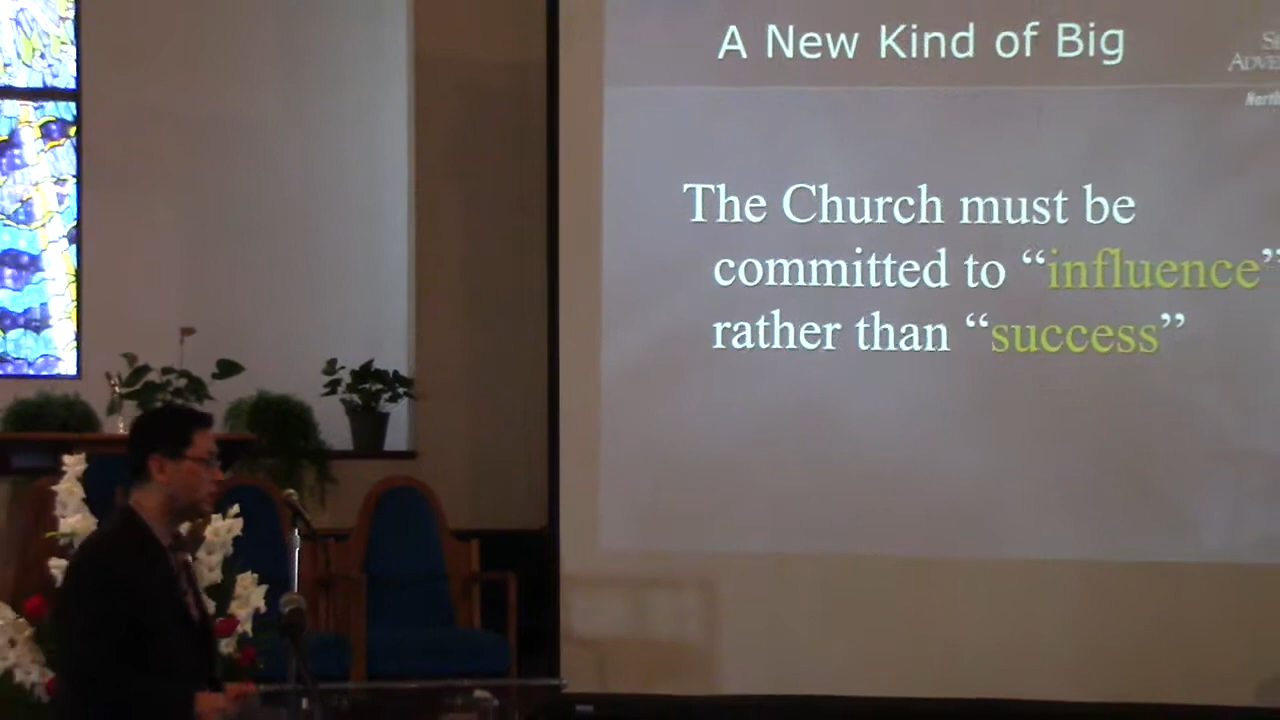 A New Kind of Big
The Church must be
committed to “influence”
rather than “success”